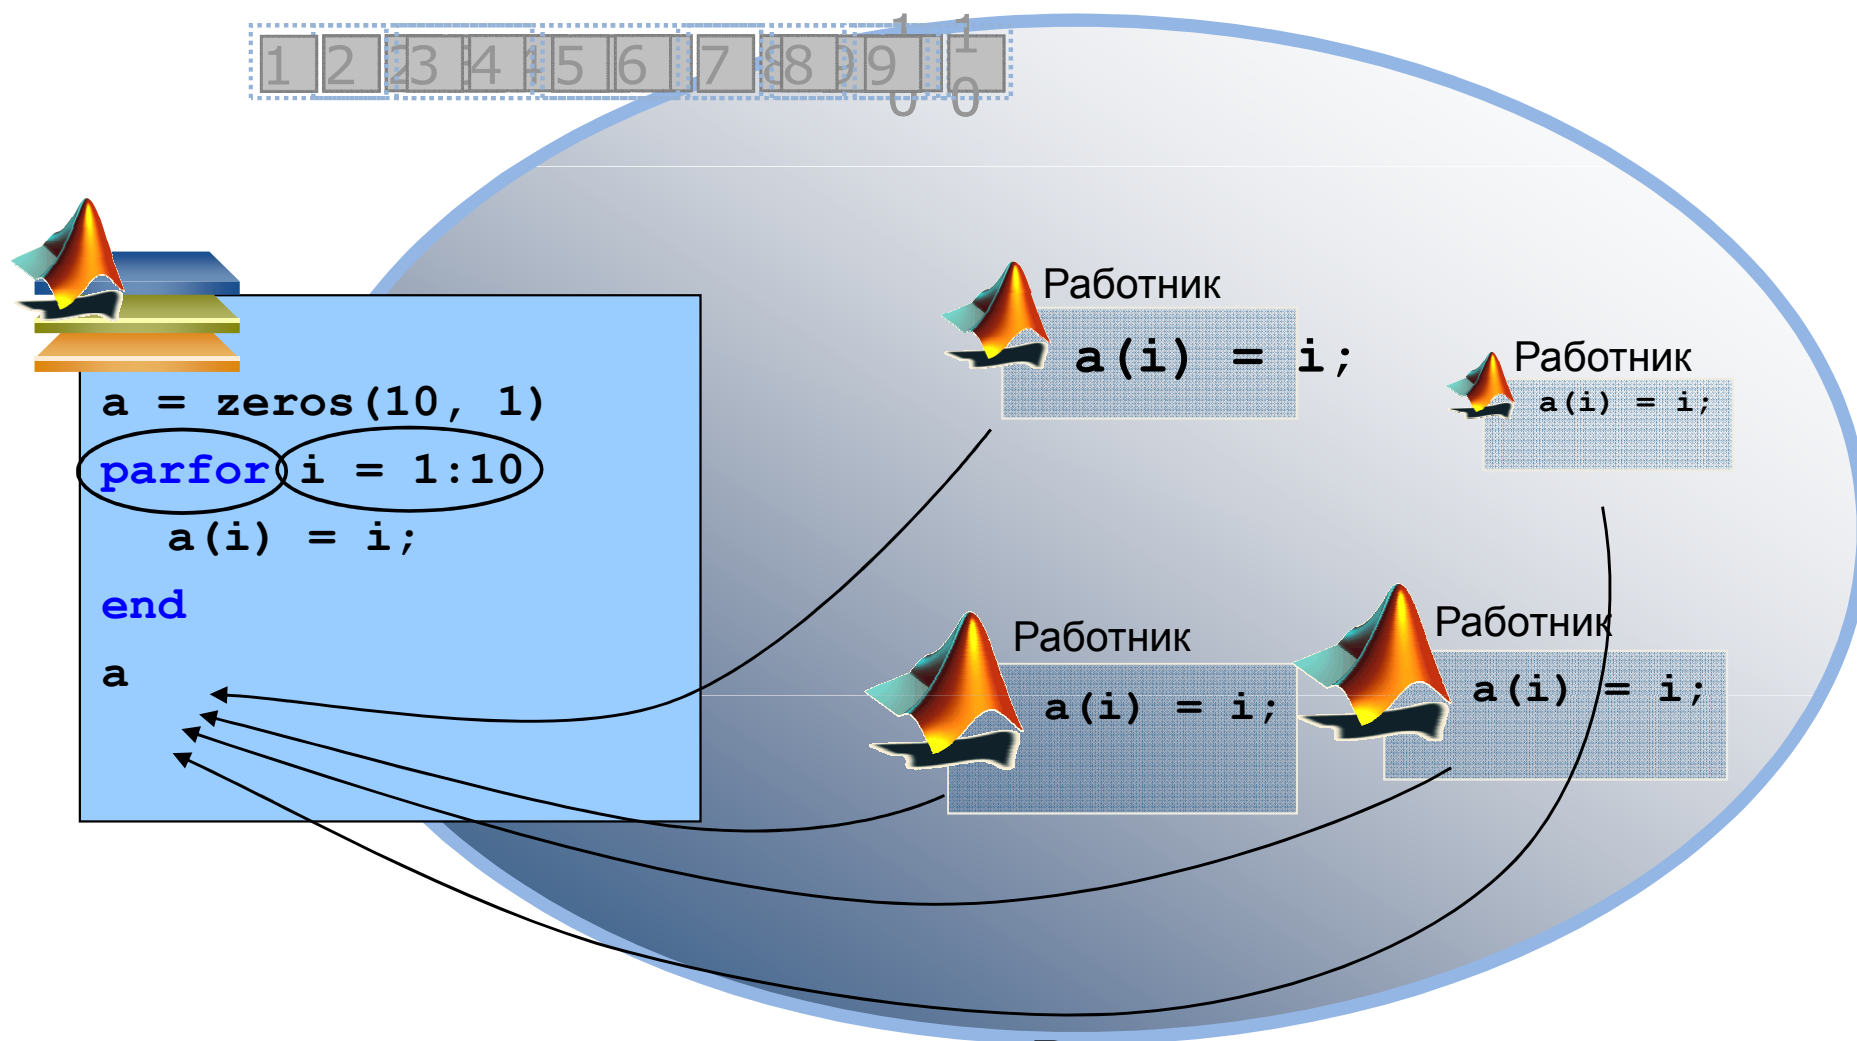 1 2 3 4 5 6 7 8 9 10
a = zeros(10, 1)
parfor i = 1:10
a(i) = i;
end
a
Работник
a(i) = i;
Работник
a(i) = i;
Работник
a(i) = i;
Работник
a(i) = i;